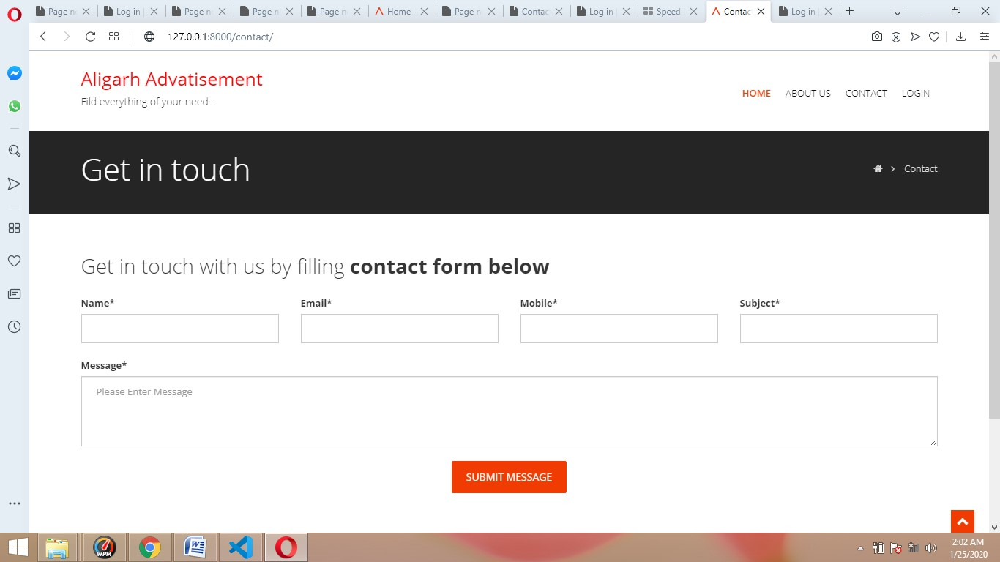 Page n Log in Page n Page n Page n Home Page n Contac Log in Speed Contac Log in
127.0.0.1:8000/contact/
Aligarh Advatisement
Fild everything of your need...
HOME ABOUT US CONTACT LOGIN
Get in touch
Contact
Get in touch with us by filling contact form below
Name* Email* Mobile* Subject*
Message*
Please Enter Message
SUBMIT MESSAGE
WPM
2:02 AM
1/25/2020